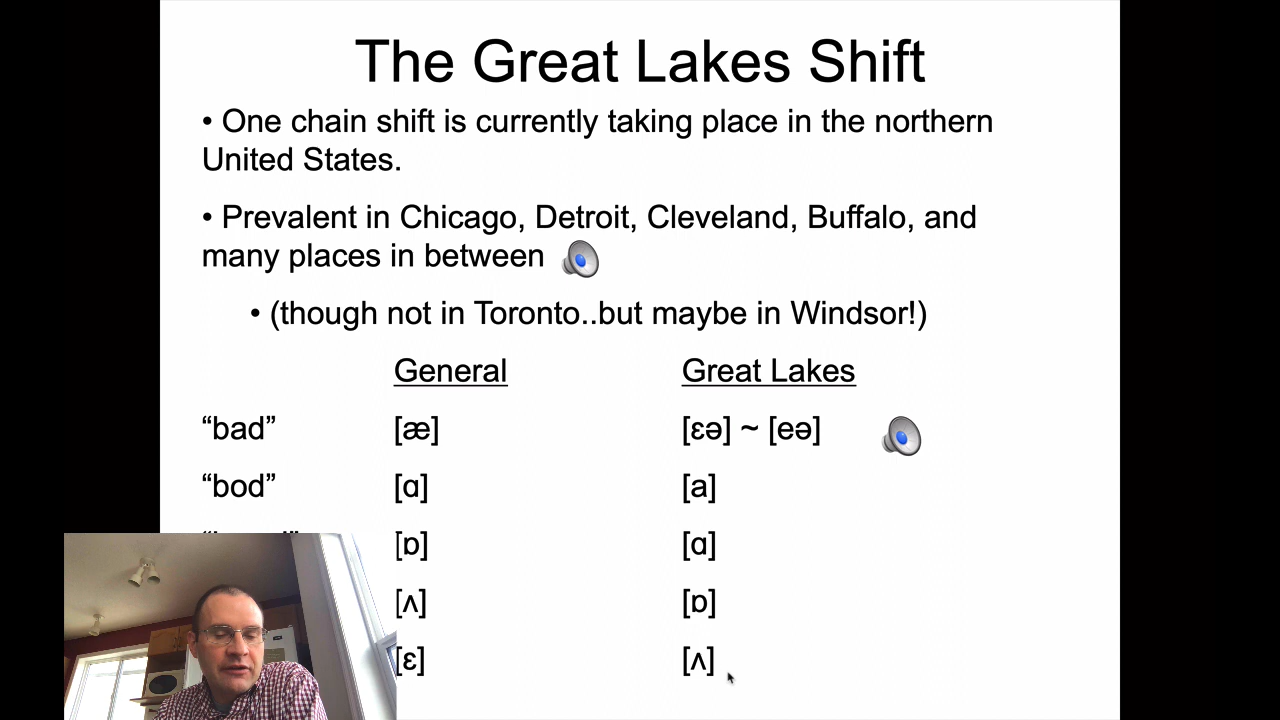 The Great Lakes Shift
• One chain shift is currently taking place in the northern
United States.
• Prevalent in Chicago, Detroit, Cleveland, Buffalo, and
many places in between
• (though not in Toronto..but maybe in Windsor!)
General Great Lakes
“bad” [æ] [ɛə] ~ [eə]
“bod” [ɑ] [a]
[ɒ] [ɑ]
[ʌ] [ɒ]
[ɛ] [ʌ]